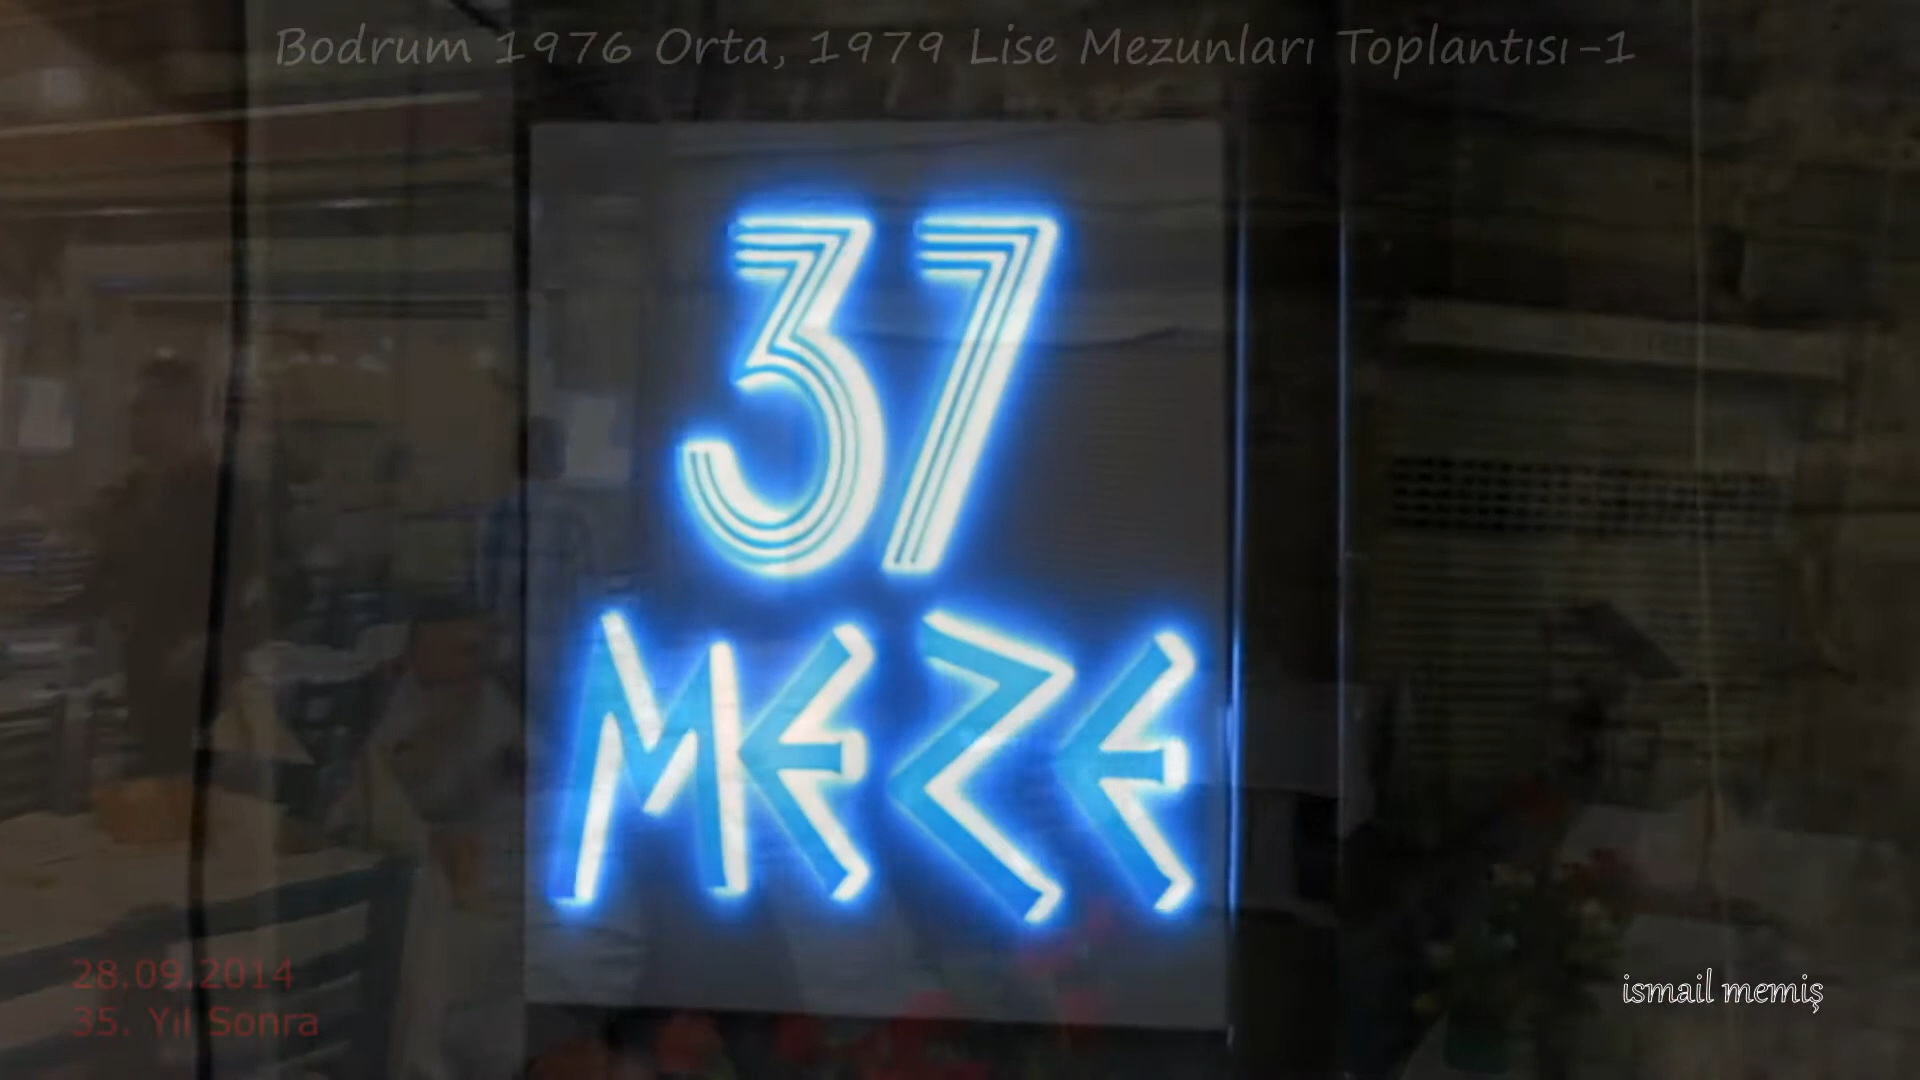 Bodrum 1976 Orta, 1979 Lise Mezunları Toplantısı-1
37
MEZE
28.09.2014
35. Yıl Sonra
ismail memiş